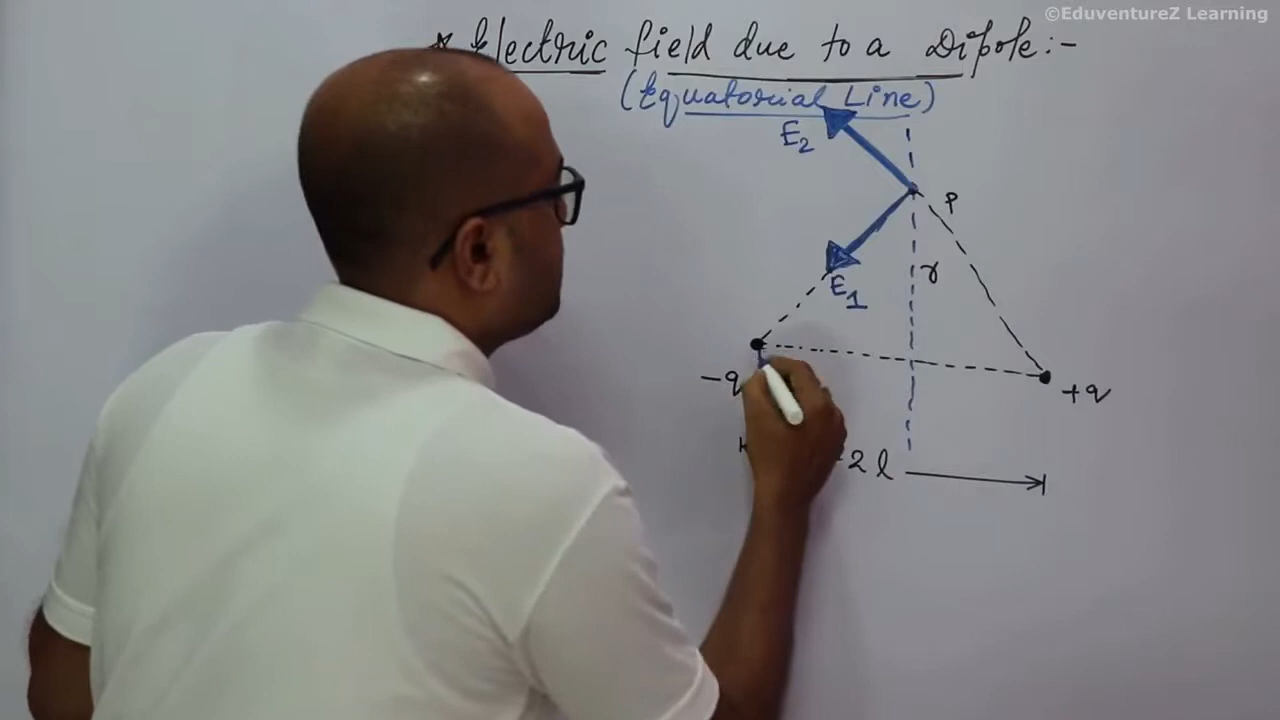 ©EduventureZ Learning
* Electric field due to a Dipole:-
(Equatorial Line)
E2
P
r
E1
-q
+q
2l